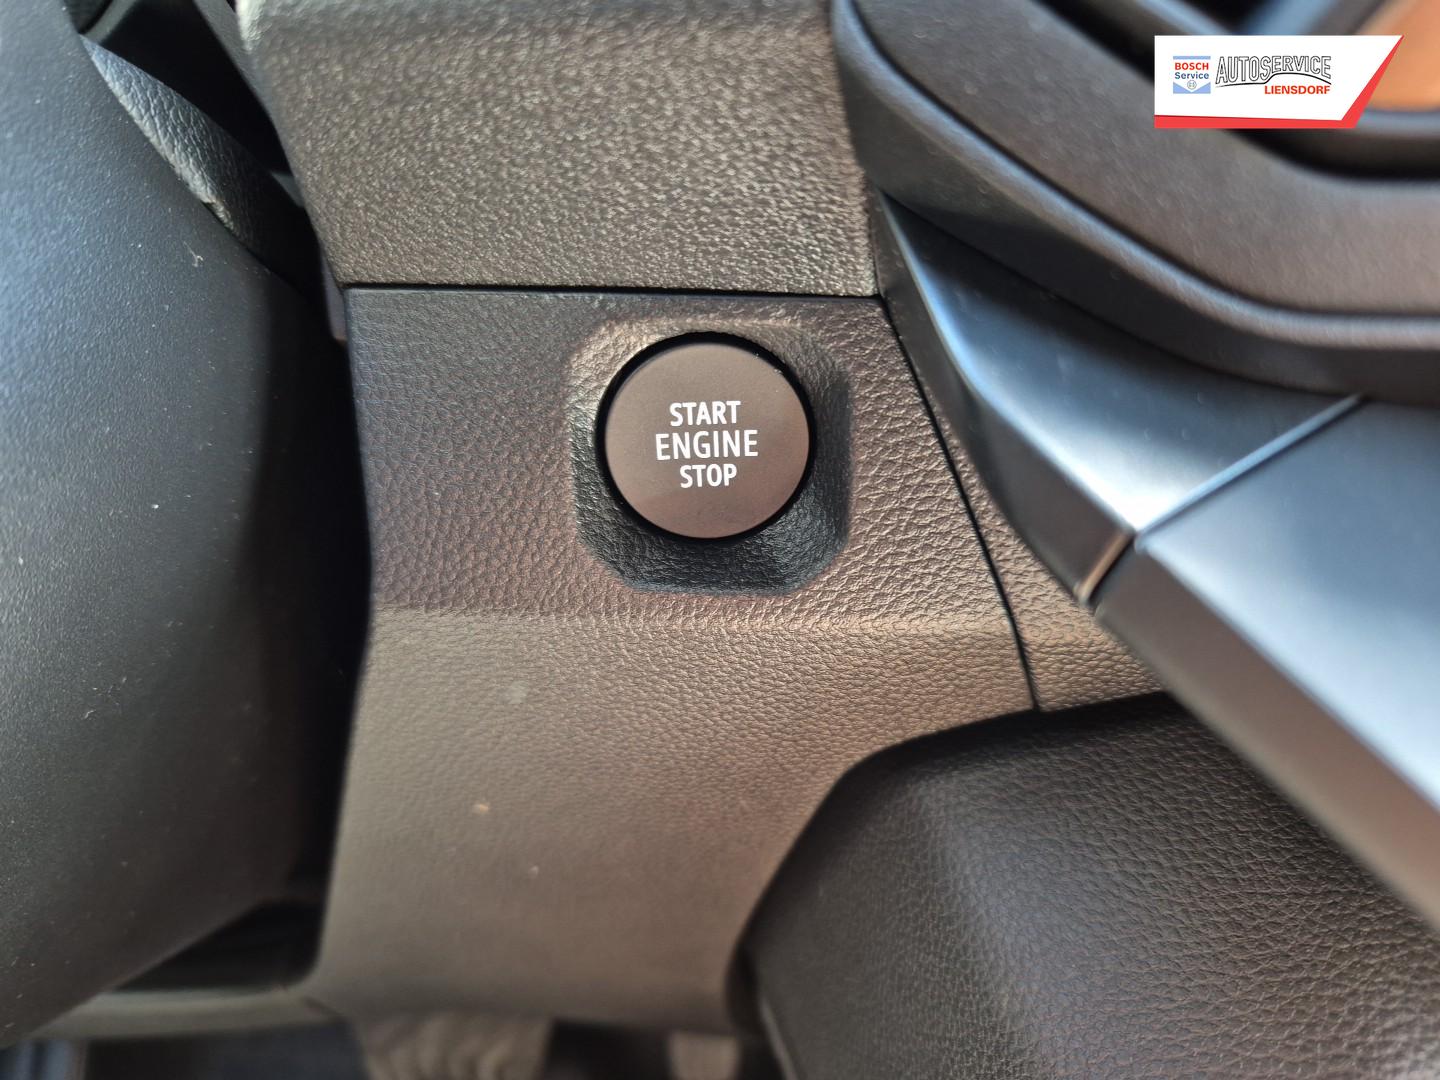 BOSCH
Service
AUTOSERVICE
LIENSDORF
START
ENGINE
STOP